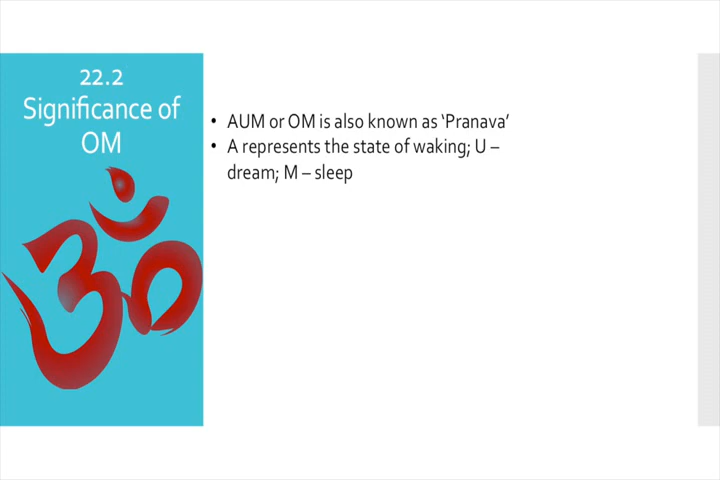 22.2
Significance of
OM
• AUM or OM is also known as ‘Pranava’
• A represents the state of waking; U –
dream; M – sleep